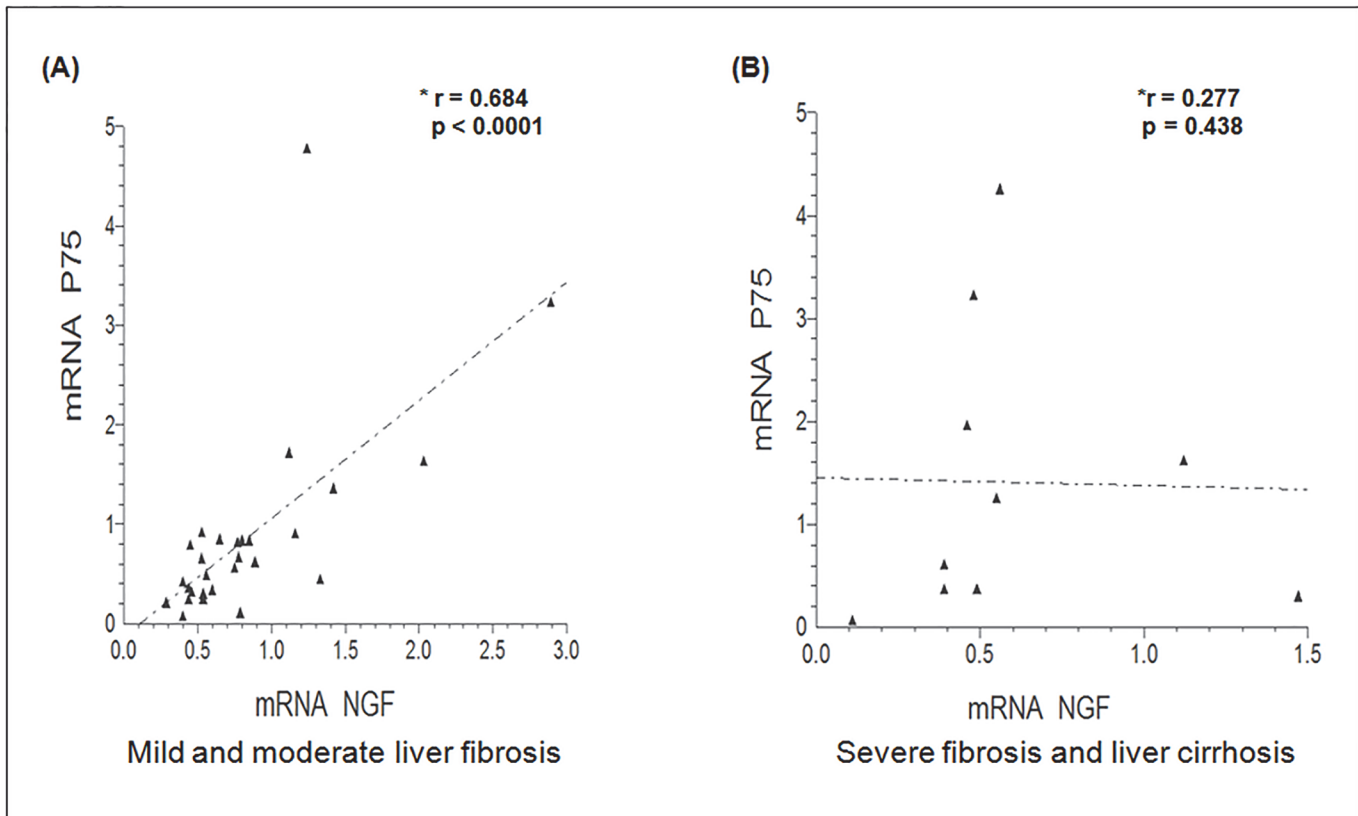 (A)
* r = 0.684
p < 0.0001
5
4
3
2
1
0
mRNA P75
0.0 0.5 1.0 1.5 2.0 2.5 3.0
mRNA NGF
Mild and moderate liver fibrosis
(B)
*r = 0.277
p = 0.438
5
4
3
2
1
0
mRNA P75
0.0 0.5 1.0 1.5
mRNA NGF
Severe fibrosis and liver cirrhosis